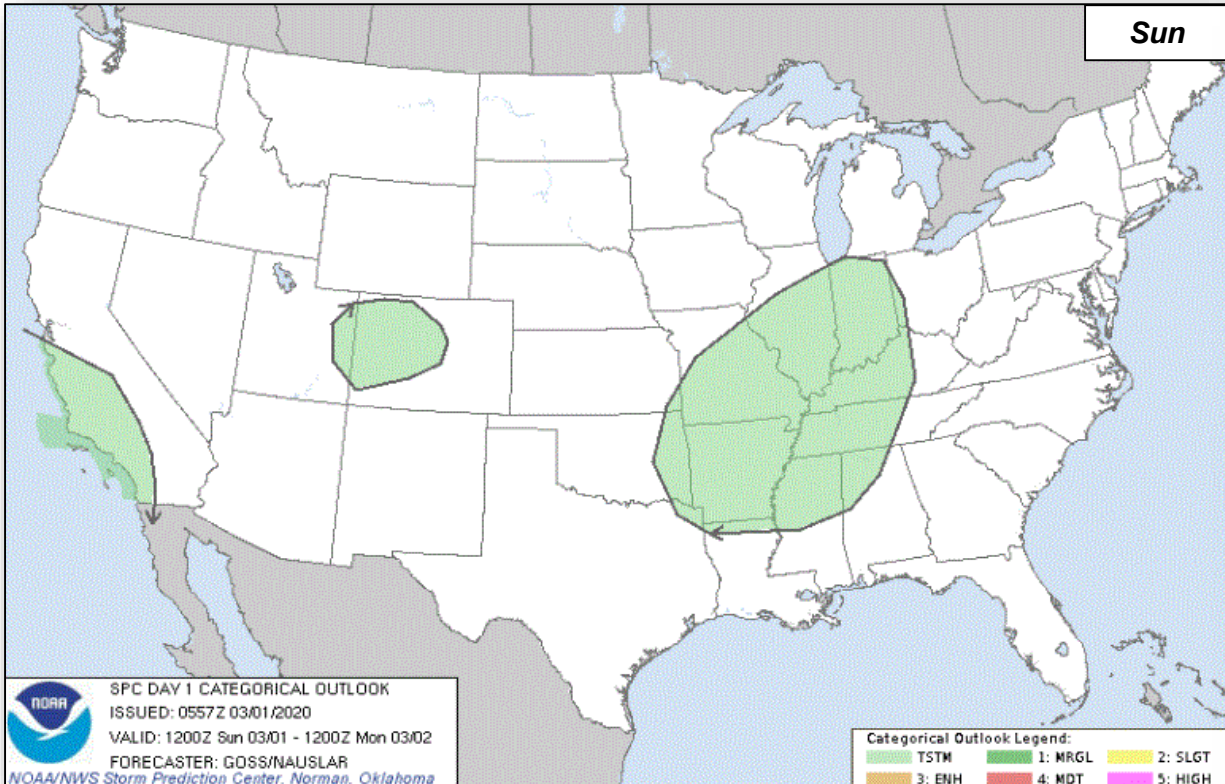 Sun
NOAA
SPC DAY 1 CATEGORICAL OUTLOOK
ISSUED: 0557Z 03/01/2020
VALID: 1200Z Sun 03/01 - 1200Z Mon 03/02
FORECASTER: GOSS/NAUSLAR
NOAA/NWS Storm Prediction Center, Norman, Oklahoma
Categorical Outlook Legend:
TSTM 1: MRGL 2: SLGT
3: ENH 4: MDT 5: HIGH